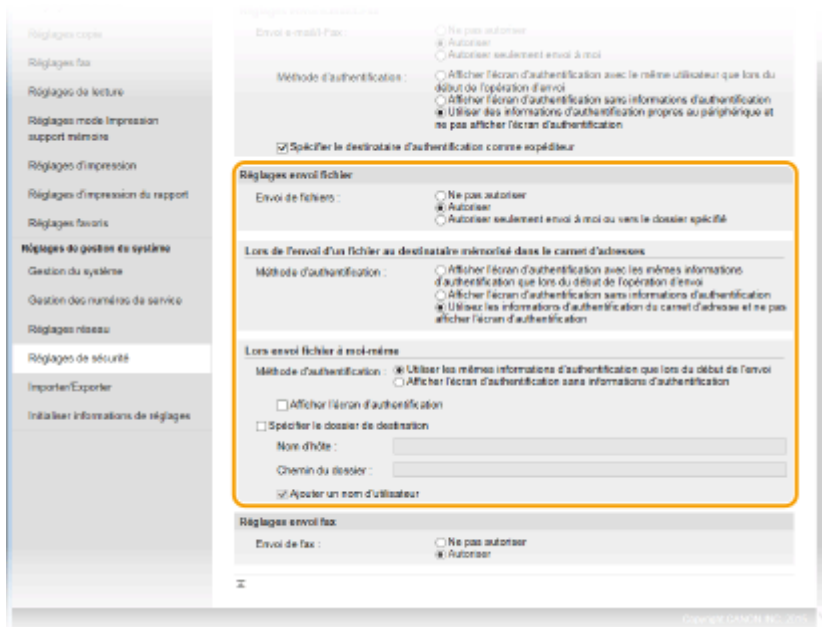 Réglages copie
Réglages fax
Réglages de lecture
Réglages mode Impression
support mémoire
Réglages d'impression
Réglages d'impression du rapport
Réglages favoris
Réglages de gestion du système
Gestion du système
Gestion des numéros de service
Réglages réseau
Réglages de sécurité
Importer/Exporter
Initialiser informations de réglages
Envoi e-mail/I-Fax :
Ne pas autoriser
Autoriser
Autoriser seulement envoi à moi
Méthode d'authentification :
Afficher l'écran d'authentification avec le même utilisateur que lors du
début de l'opération d'envoi
Afficher l'écran d'authentification sans informations d'authentification
Utiliser des informations d'authentification propres au périphérique et
ne pas afficher l'écran d'authentification
Spécifier le destinataire d'authentification comme expéditeur
Réglages envoi fichier
Envoi de fichiers :
Ne pas autoriser
Autoriser
Autoriser seulement envoi à moi ou vers le dossier spécifié
Lors de l'envoi d'un fichier au destinataire mémorisé dans le carnet d'adresses
Méthode d'authentification :
Afficher l'écran d'authentification avec les mêmes informations
d'authentification que lors du début de l'opération d'envoi
Afficher l'écran d'authentification sans informations d'authentification
Utilisez les informations d'authentification du carnet d'adresse et ne pas
afficher l'écran d'authentification
Lors envoi fichier à moi-même
Méthode d'authentification :
Utiliser les mêmes informations d'authentification que lors du début de l'envoi
Afficher l'écran d'authentification sans informations d'authentification
Afficher l'écran d'authentification
Spécifier le dossier de destination
Nom d'hôte :
Chemin du dossier :
Ajouter un nom d'utilisateur
Réglages envoi fax
Envoi de fax :
Ne pas autoriser
Autoriser
Copyright CANON INC. 2015